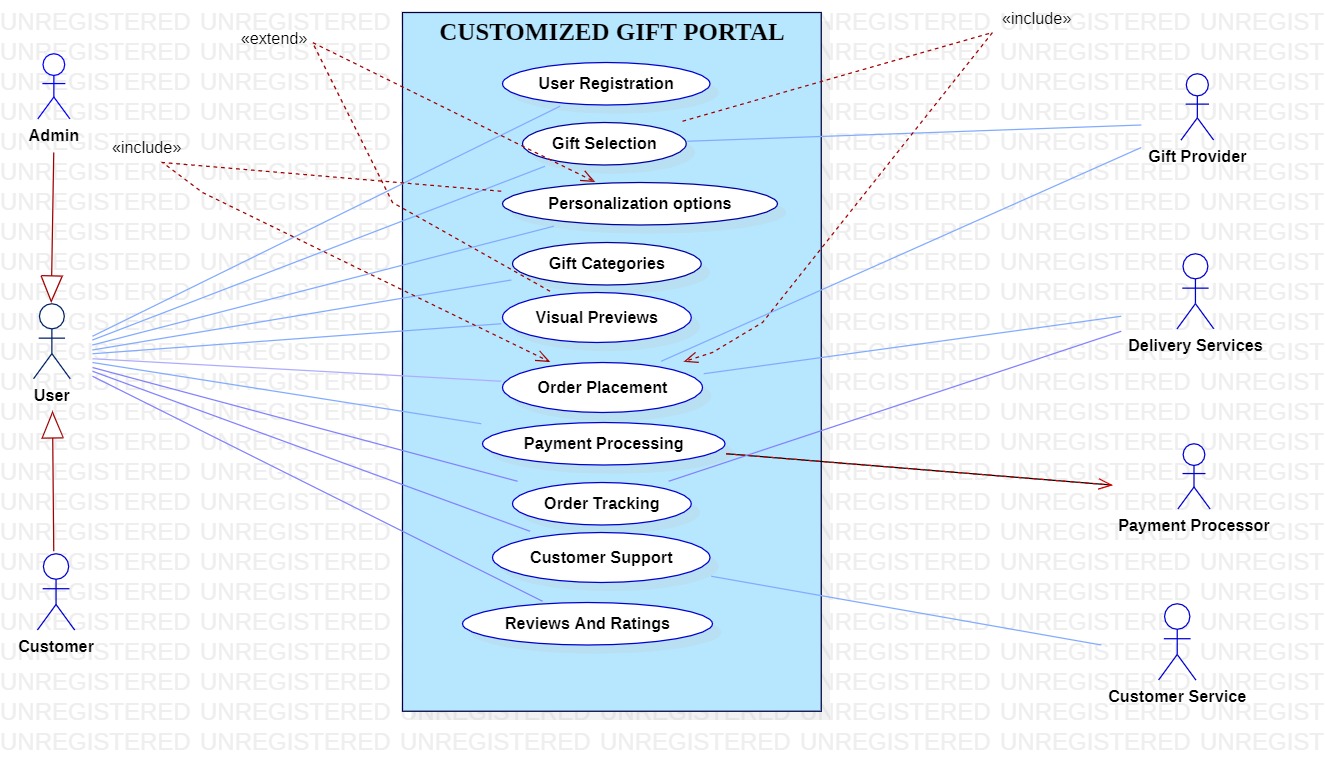 CUSTOMIZED GIFT PORTAL
«extend»
«include»
«include»
Admin
User
Customer
User Registration
Gift Selection
Personalization options
Gift Categories
Visual Previews
Order Placement
Payment Processing
Order Tracking
Customer Support
Reviews And Ratings
Gift Provider
Delivery Services
Payment Processor
Customer Service
UNREGISTERED UNREGISTERED UNREGISTERED UNREGISTERED UNREGISTERED UNREGISTERED UNREGIST